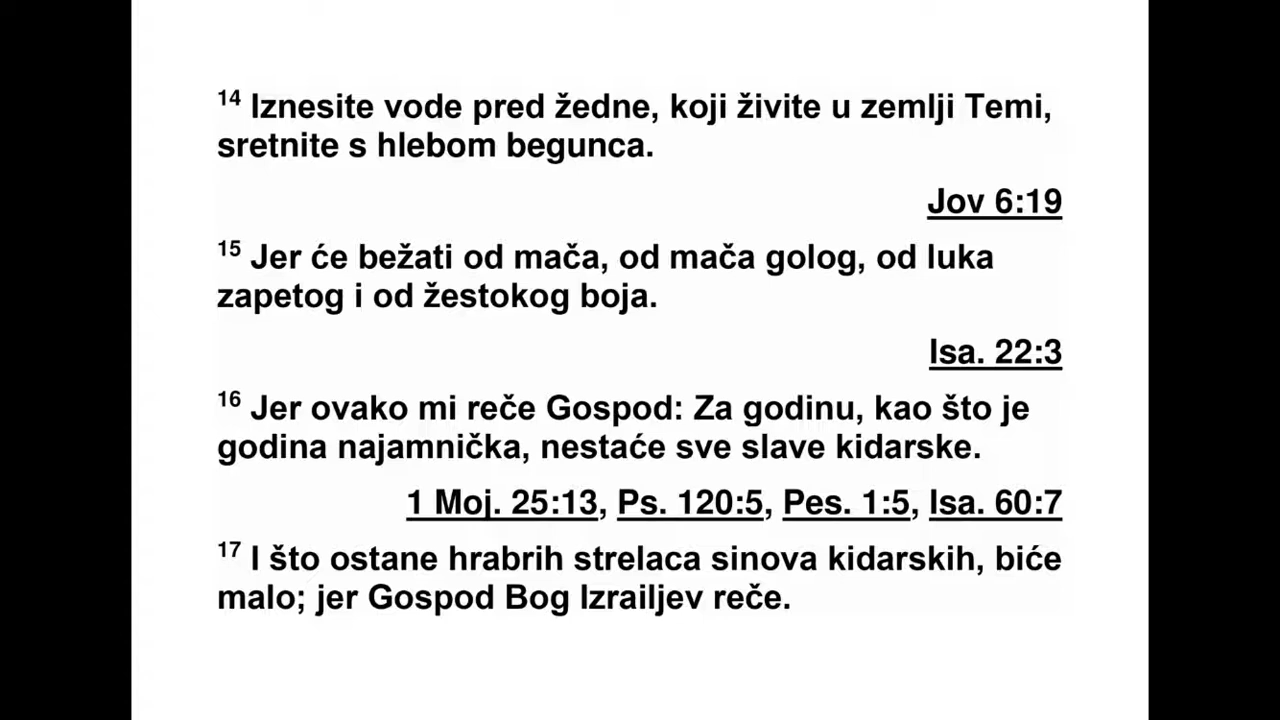 14 Iznesite vode pred žedne, koji živite u zemlji Temi,
sretnite s hlebom begunca.
Jov 6:19
15 Jer će bežati od mača, od mača golog, od luka
zapetog i od žestokog boja.
Isa. 22:3
16 Jer ovako mi reče Gospod: Za godinu, kao što je
godina najamnička, nestaće sve slave kidarske.
1 Moj. 25:13, Ps. 120:5, Pes. 1:5, Isa. 60:7
17 I što ostane hrabrih strelaca sinova kidarskih, biće
malo; jer Gospod Bog Izrailjev reče.